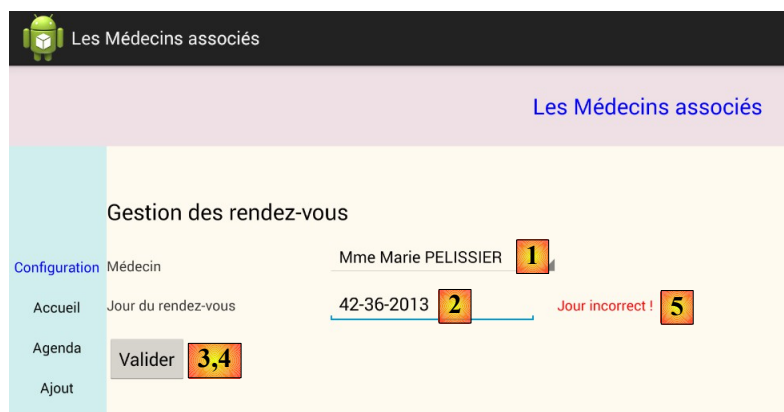 Les Médecins associés
Les Médecins associés
Gestion des rendez-vous
Configuration Médecin Mme Marie PELISSIER 1
Accueil Jour du rendez-vous 42-36-2013 2 Jour incorrect ! 5
Agenda Valider 3,4
Ajout